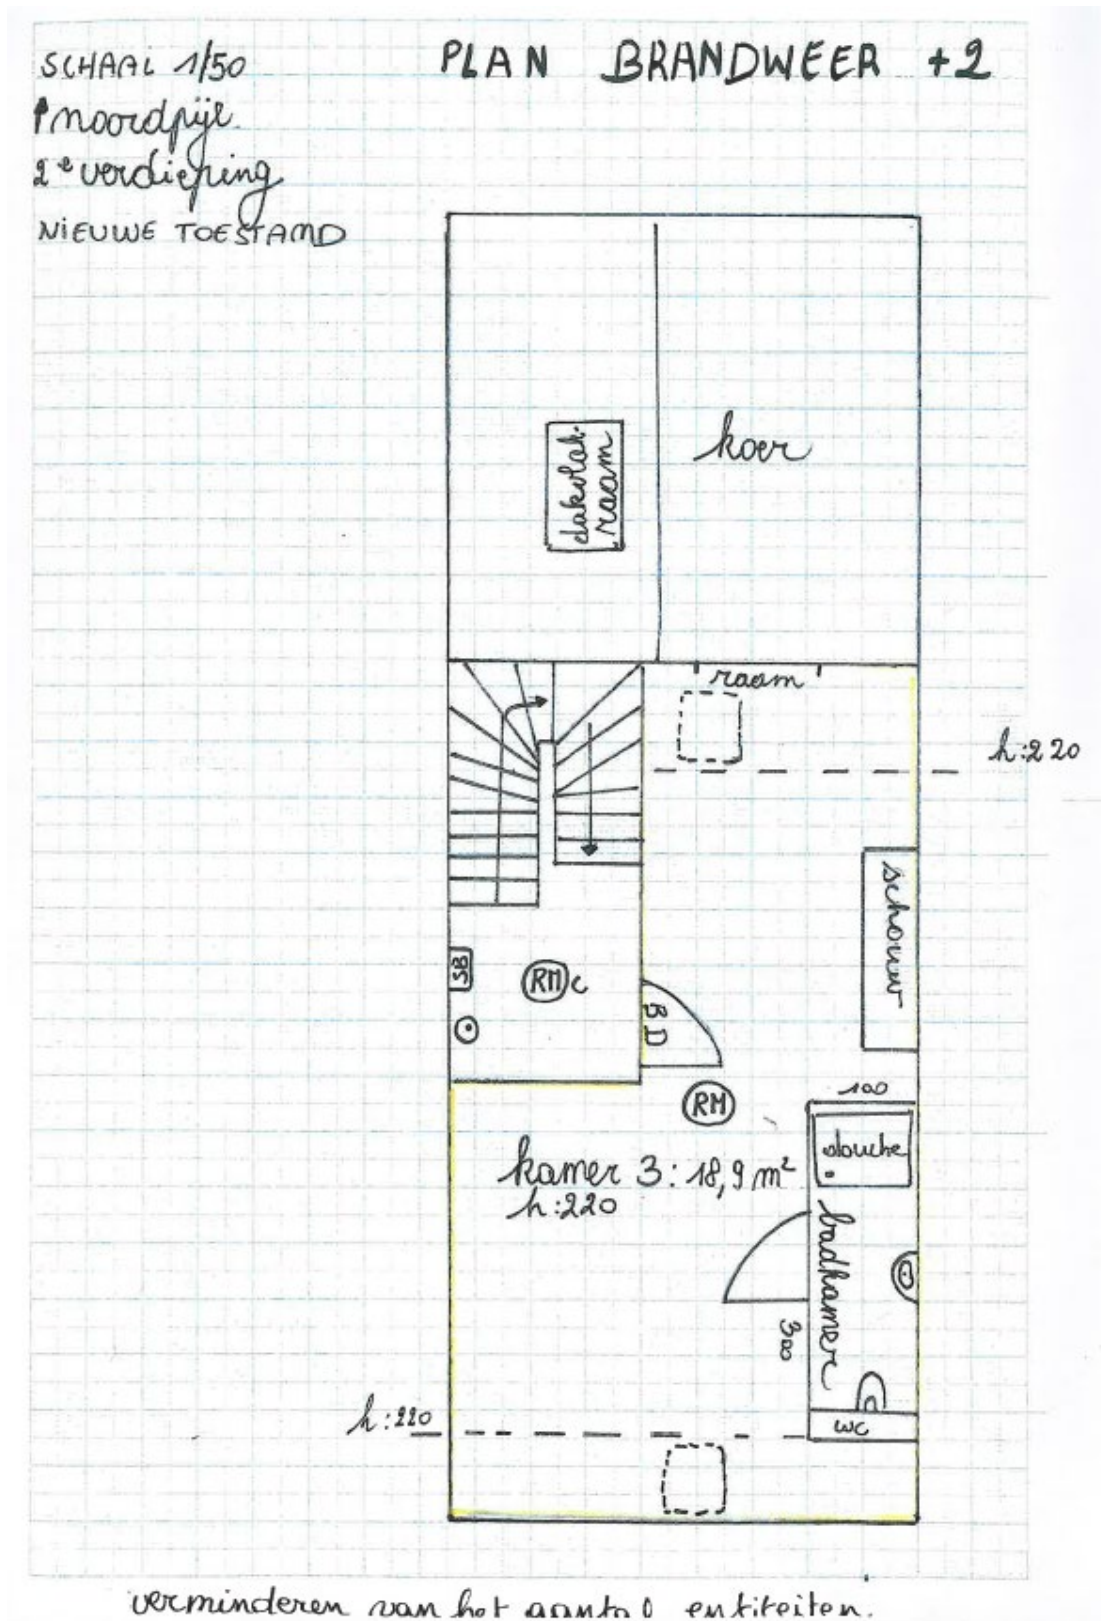 SCHAAL 1/50
PLAN BRANDWEER +2
noordpijl.
2e verdieping
NIEUWE TOESTAND
dakvlak-
raam
koer
raam
h:220
schouw
SB
RM c
BD
RM
100
douche
kamer 3: 18,9 m²
h:220
badkamer
300
h:220
WC
verminderen van het aantal entiteiten.